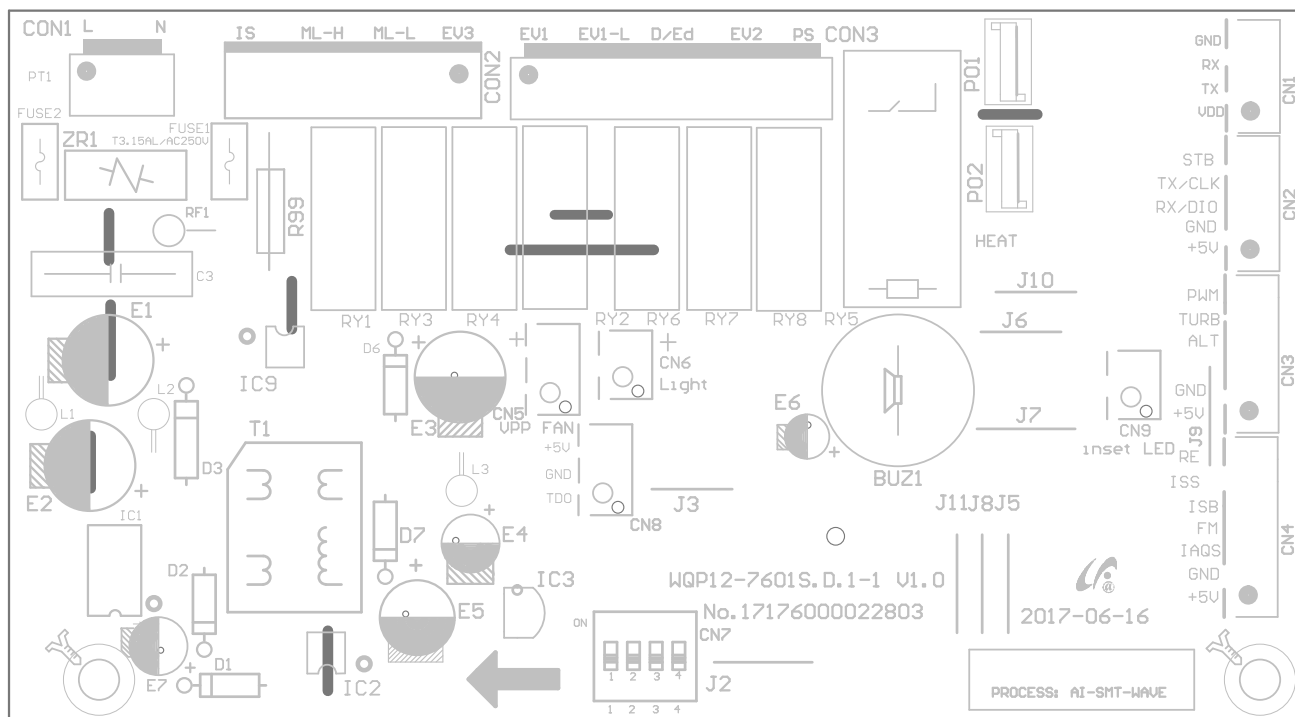 CON1 L N
IS ML-H ML-L EV3
CON2
EV1 EV1-L D/Ed EV2 PS CON3
PO1
GND
RX
TX
VDD
CN1
PT1
FUSE2
ZR1
T3.15AL/AC250V
FUSE1
R99
PO2
STB
TX/CLK
RX/DIO
GND
+5V
CN2
RF1
HEAT
C3
J10
E1
RY1 RY3 RY4 RY2 RY6 RY7 RY8 RY5
J6
PWM
TURB
ALT
GND
+5V
CN3
J9
D6
IC9
CN6
Light
L1
L2
E3
CN5
VPP FAN
E6
J7
CN9
inset LED
T1
D3
+5V
GND
TDO
CN8
L3
J3
BUZ1
RE
ISS
ISB
FM
IAQS
GND
+5V
CN4
E2
IC1
D7
E4
J11 J8 J5
D2
IC3
E5
WQP12-7601S.D.1-1 V1.0
No.17176000022803
@
2017-06-16
ON
CN7
1 2 3 4
1 2 3 4
J2
E7
D1
IC2
PROCESS: AI-SMT-WAVE